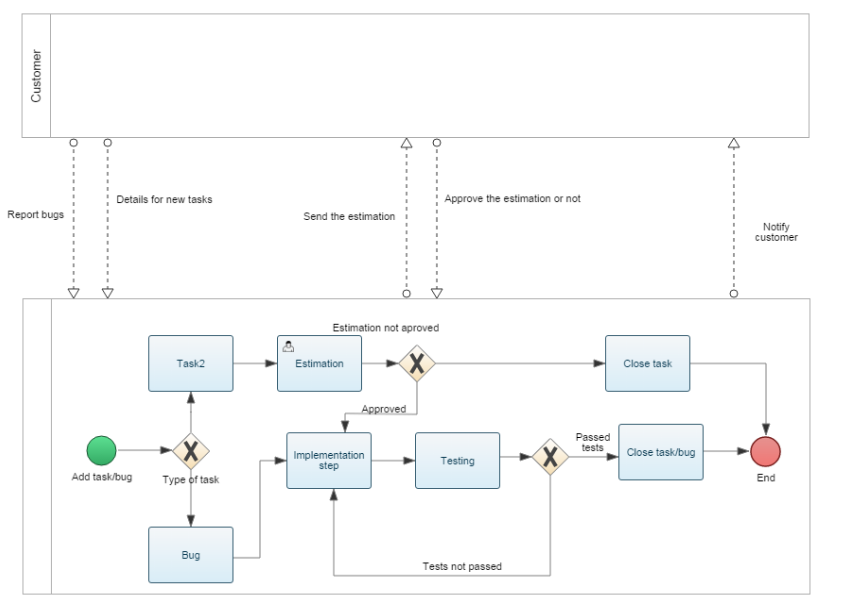 Customer
Report bugs
Details for new tasks
Send the estimation
Approve the estimation or not
Notify
customer
Estimation not aproved
Task2
Estimation
X
Close task
Approved
Add task/bug
X
Type of task
Implementation
step
Testing
X
Passed
tests
Close task/bug
End
Bug
Tests not passed